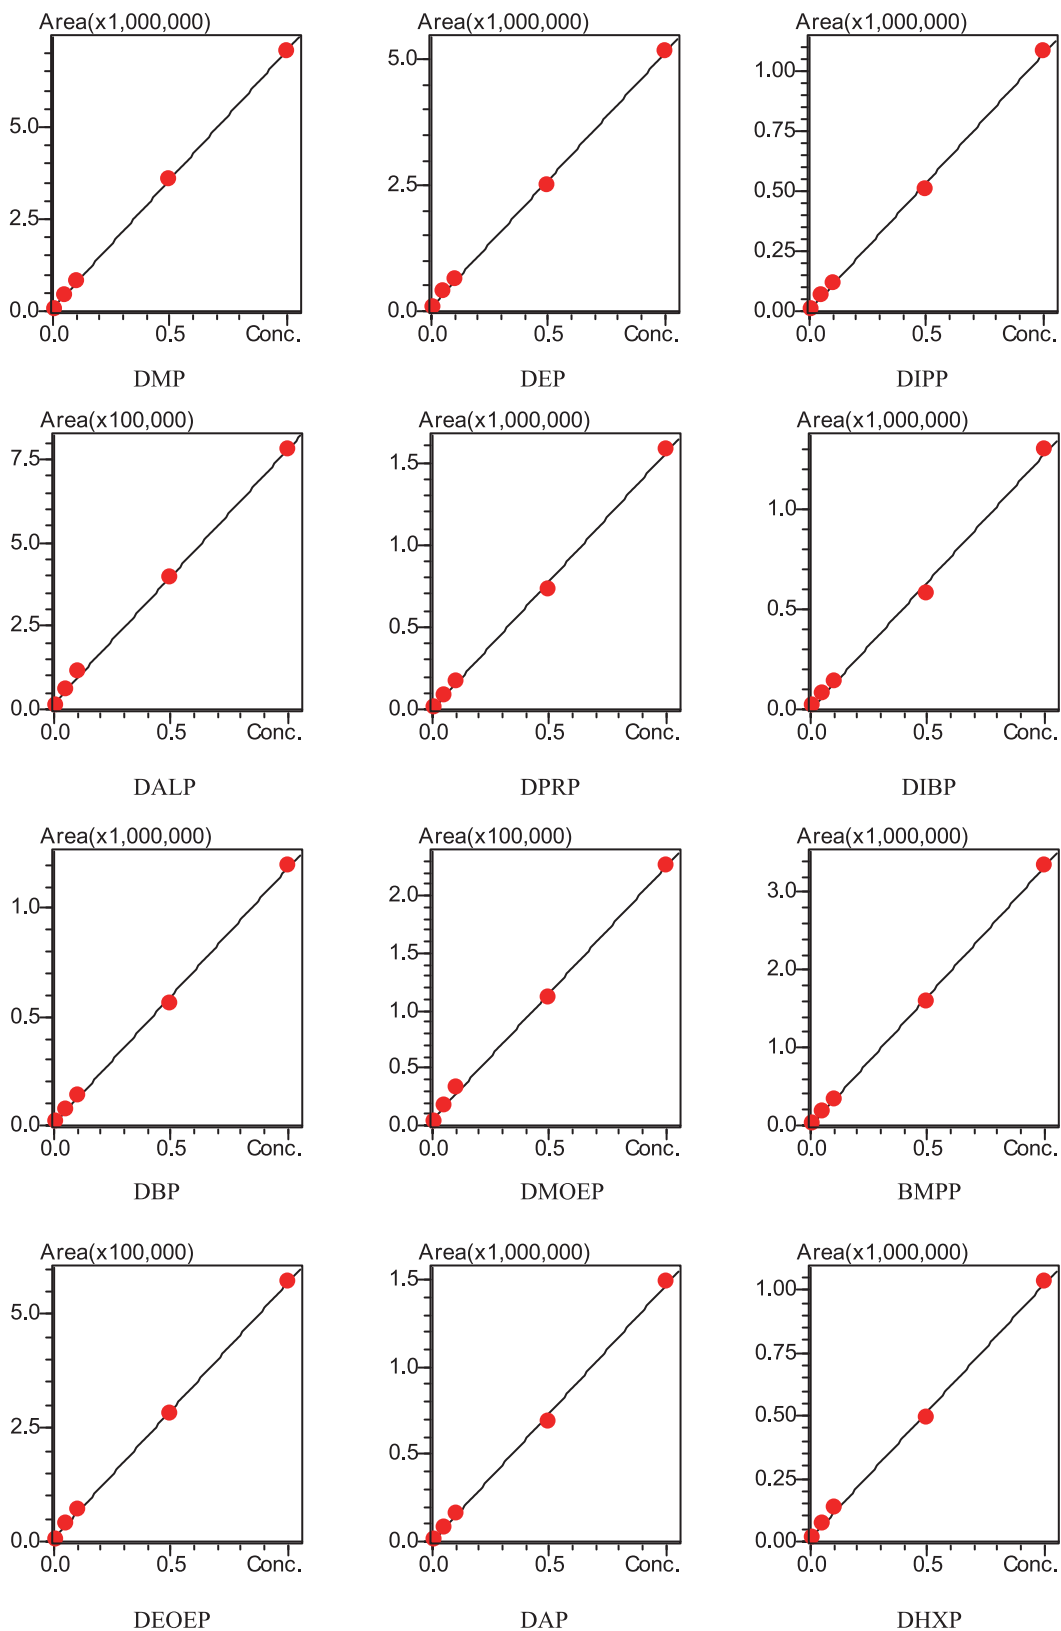 Area(x1,000,000) Area(x1,000,000) Area(x1,000,000)
5.0 2.5 0.0 5.0 2.5 0.0 1.00 0.75 0.50 0.25 0.00
0.0 0.5 Conc. 0.0 0.5 Conc. 0.0 0.5 Conc.
DMP DEP DIPP
Area(x100,000) Area(x1,000,000) Area(x1,000,000)
7.5 5.0 2.5 0.0 1.5 1.0 0.5 0.0 1.0 0.5 0.0
0.0 0.5 Conc. 0.0 0.5 Conc. 0.0 0.5 Conc.
DALP DPRP DIBP
Area(x1,000,000) Area(x100,000) Area(x1,000,000)
1.0 0.5 0.0 2.0 1.5 1.0 0.5 0.0 3.0 2.0 1.0 0.0
0.0 0.5 Conc. 0.0 0.5 Conc. 0.0 0.5 Conc.
DBP DMOEP BMPP
Area(x100,000) Area(x1,000,000) Area(x1,000,000)
5.0 2.5 0.0 1.5 1.0 0.5 0.0 1.00 0.75 0.50 0.25 0.00
0.0 0.5 Conc. 0.0 0.5 Conc. 0.0 0.5 Conc.
DEOEP DAP DHXP